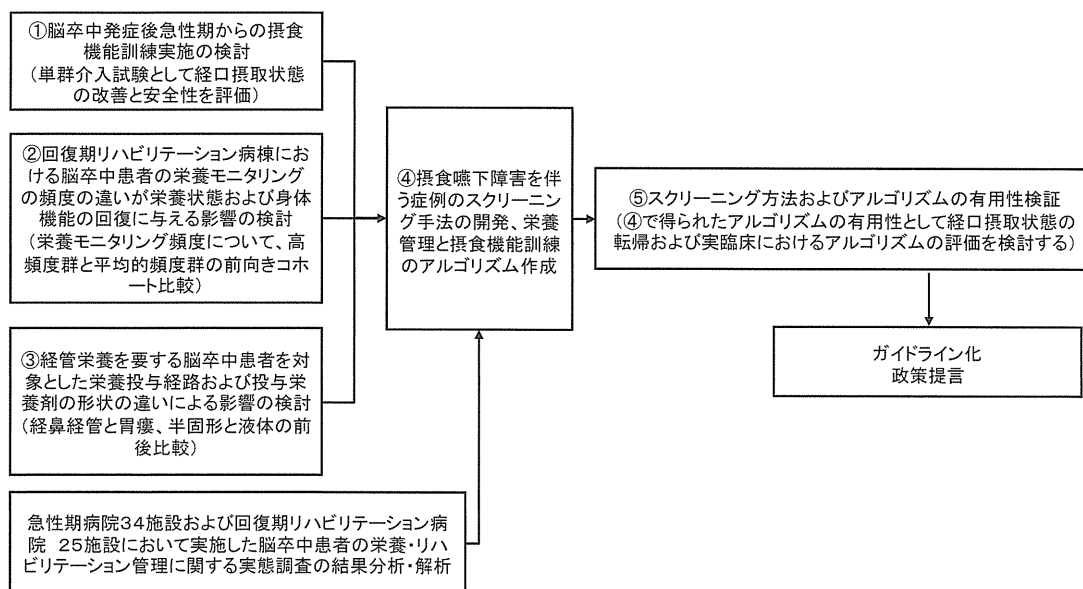 ①脳卒中発症後急性期からの摂食
機能訓練実施の検討
（単群介入試験として経口摂取状態
の改善と安全性を評価）
②回復期リハビリテーション病棟にお
ける脳卒中患者の栄養モニタリング
の頻度の違いが栄養状態および身体
機能の回復に与える影響の検討
（栄養モニタリング頻度について、高
頻度群と平均的頻度群の前向きコホ
ート比較）
③経管栄養を要する脳卒中患者を対
象とした栄養投与経路および投与栄
養剤の形状の違いによる影響の検討
（経鼻経管と胃瘻、半固形と液体の前
後比較）
急性期病院34施設および回復期リハビリテーション病
院 25施設において実施した脳卒中患者の栄養・リハ
ビリテーション管理に関する実態調査の結果分析・解析
④摂食嚥下障害を伴
う症例のスクリーニン
グ手法の開発、栄養
管理と摂食機能訓練
のアルゴリズム作成
⑤スクリーニング方法およびアルゴリズムの有用性検証
（④で得られたアルゴリズムの有用性として経口摂取状態の
転帰および実臨床におけるアルゴリズムの評価を検討する）
ガイドライン化
政策提言